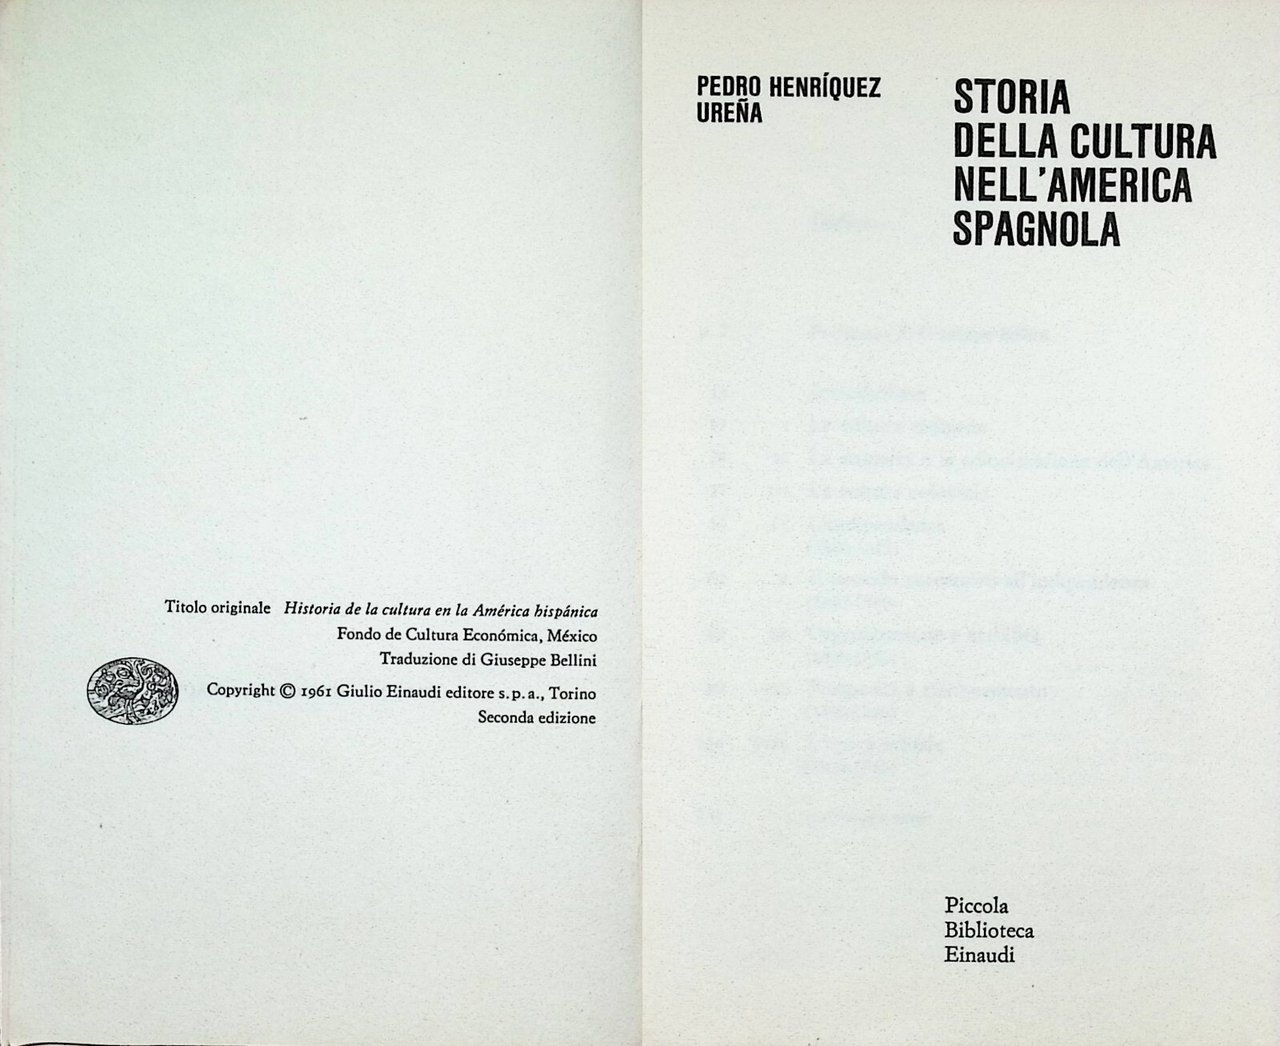 Titolo originale Historia de la cultura en la América hispánica
Fondo de Cultura Económica, México
Traduzione di Giuseppe Bellini
Copyright © 1961 Giulio Einaudi editore s.p.a., Torino
Seconda edizione
PEDRO HENRÍQUEZ
UREÑA
STORIA
DELLA CULTURA
NELL'AMERICA
SPAGNOLA
Piccola
Biblioteca
Einaudi